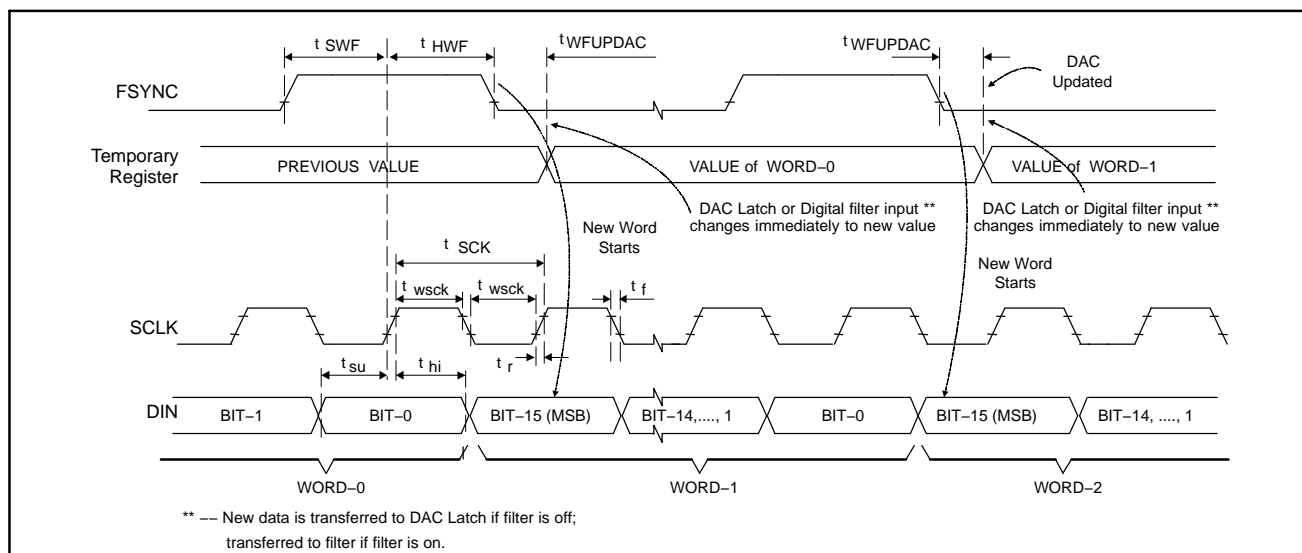 t SWF
t HWF
t WFUPDAC
t WFUPDAC
DAC
Updated
FSYNC
Temporary
Register
PREVIOUS VALUE
VALUE of WORD–0
VALUE of WORD–1
DAC Latch or Digital filter input **
changes immediately to new value
DAC Latch or Digital filter input **
changes immediately to new value
New Word
Starts
New Word
Starts
t SCK
t wsck
t wsck
t f
SCLK
t su
t hi
t r
DIN
BIT–1
BIT–0
BIT–15 (MSB)
BIT–14,...., 1
BIT–0
BIT–15 (MSB)
BIT–14, ...., 1
WORD–0
WORD–1
WORD–2
** –– New data is transferred to DAC Latch if filter is off;
transferred to filter if filter is on.